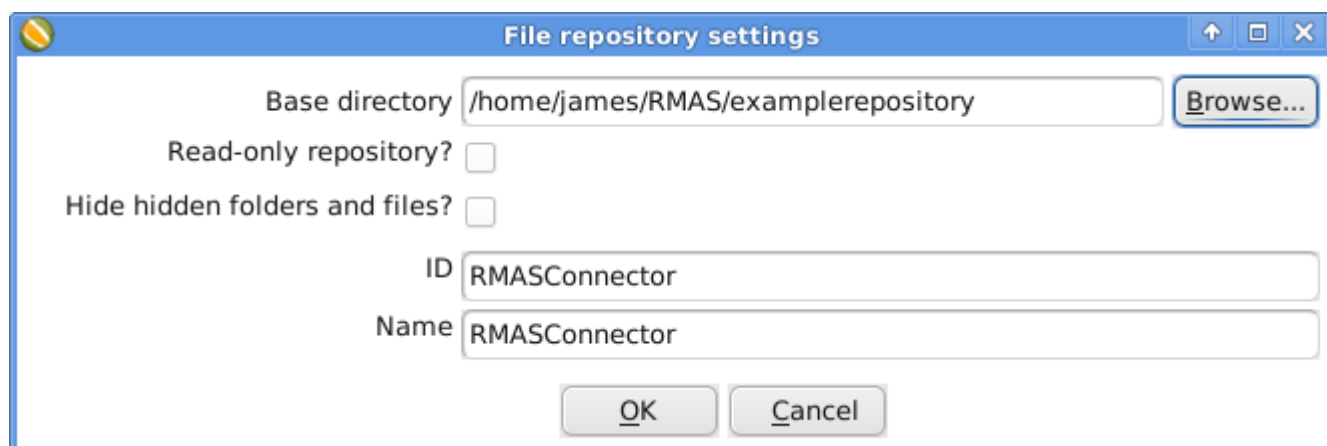 File repository settings
Base directory /home/james/RMAS/examplerepository Browse...
Read-only repository?
Hide hidden folders and files?
ID RMASConnector
Name RMASConnector
OK Cancel